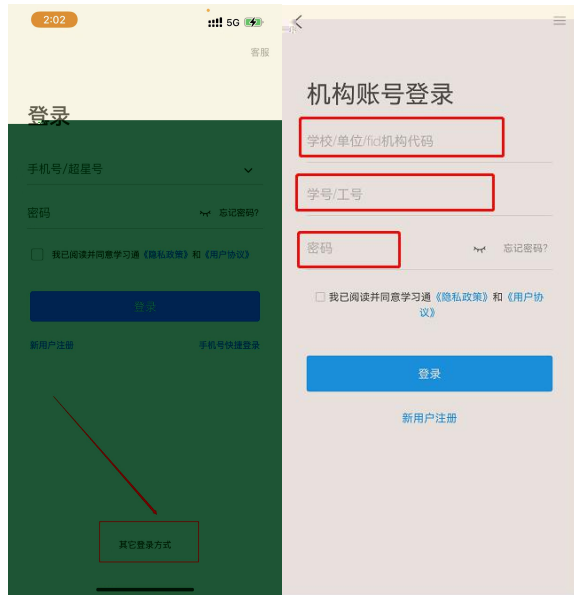 2:02
5G
客服
登录
手机号/超星号
密码
忘记密码?
我已阅读并同意学习通《隐私政策》和《用户协议》
登录
新用户注册
手机号快捷登录
其它登录方式
机构账号登录
学校/单位/fid机构代码
学号/工号
密码
忘记密码?
我已阅读并同意学习通《隐私政策》和《用户协
议》
登录
新用户注册